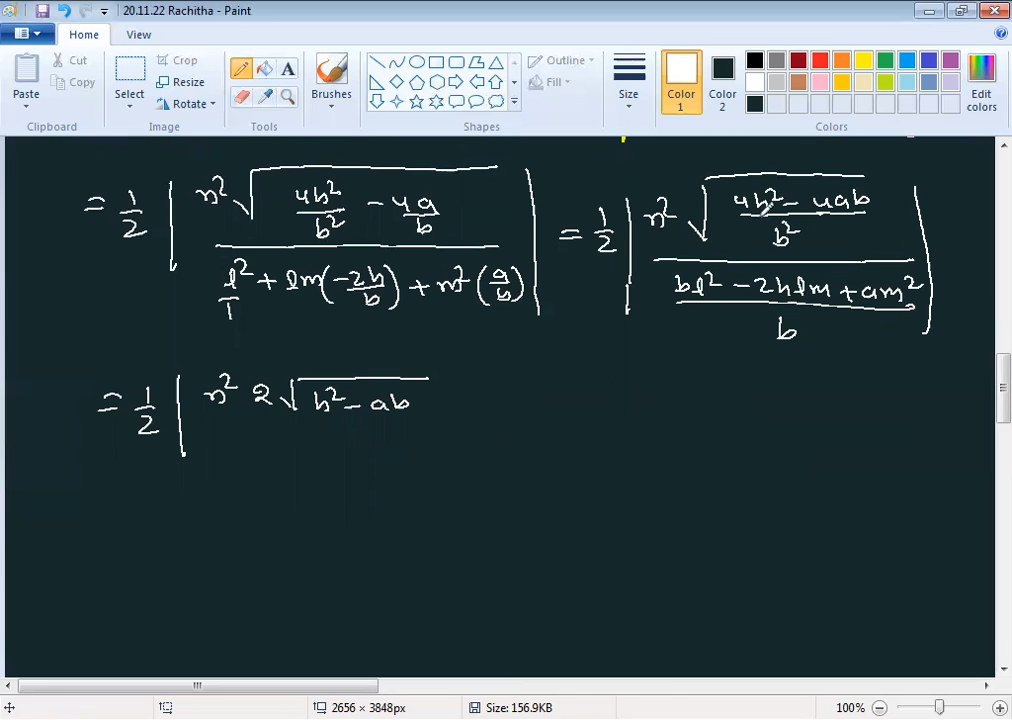 20.11.22 Rachitha - Paint
Home View
Paste Cut Copy Select Crop Resize Rotate Brushes Outline Fill Size Color 1 Color 2 Edit colors
Clipboard Image Tools Shapes Colors
= 1/2 | n² √(4h²/b² - 4a/b) / (l²/1 + lm(-2h/b) + m²(a/b)) | = 1/2 | n² √((4h² - 4ab)/b²) / ((bl² - 2hlm + am²)/b) |
= 1/2 | n² 2 √(h² - ab)
2656 × 3848px Size: 156.9KB 100%